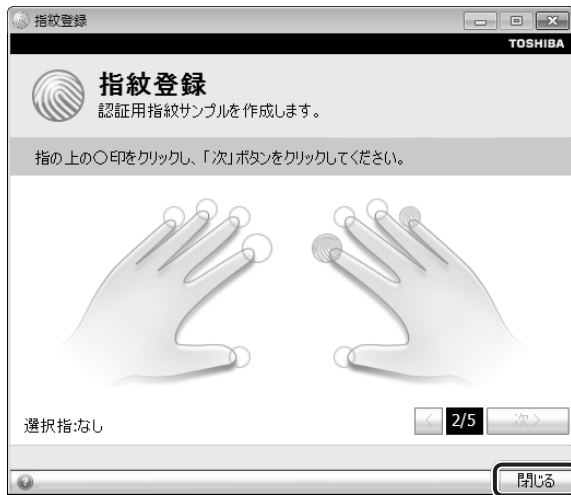 指紋登録
TOSHIBA
指紋登録
認証用指紋サンプルを作成します。
指の上の○印をクリックし、「次」ボタンをクリックしてください。
選択指:なし
< 2/5 次 >
? 閉じる